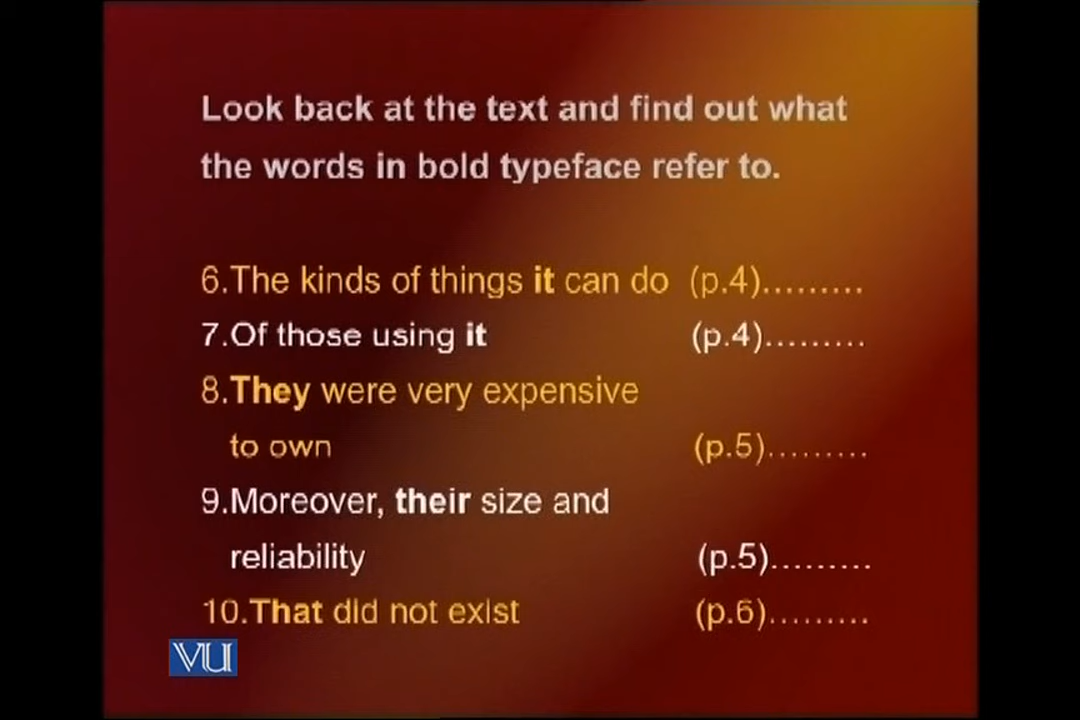 Look back at the text and find out what
the words in bold typeface refer to.
6.The kinds of things it can do (p.4).........
7.Of those using it (p.4).........
8.They were very expensive
to own (p.5).........
9.Moreover, their size and
reliability (p.5).........
10.That did not exist (p.6).........
VU